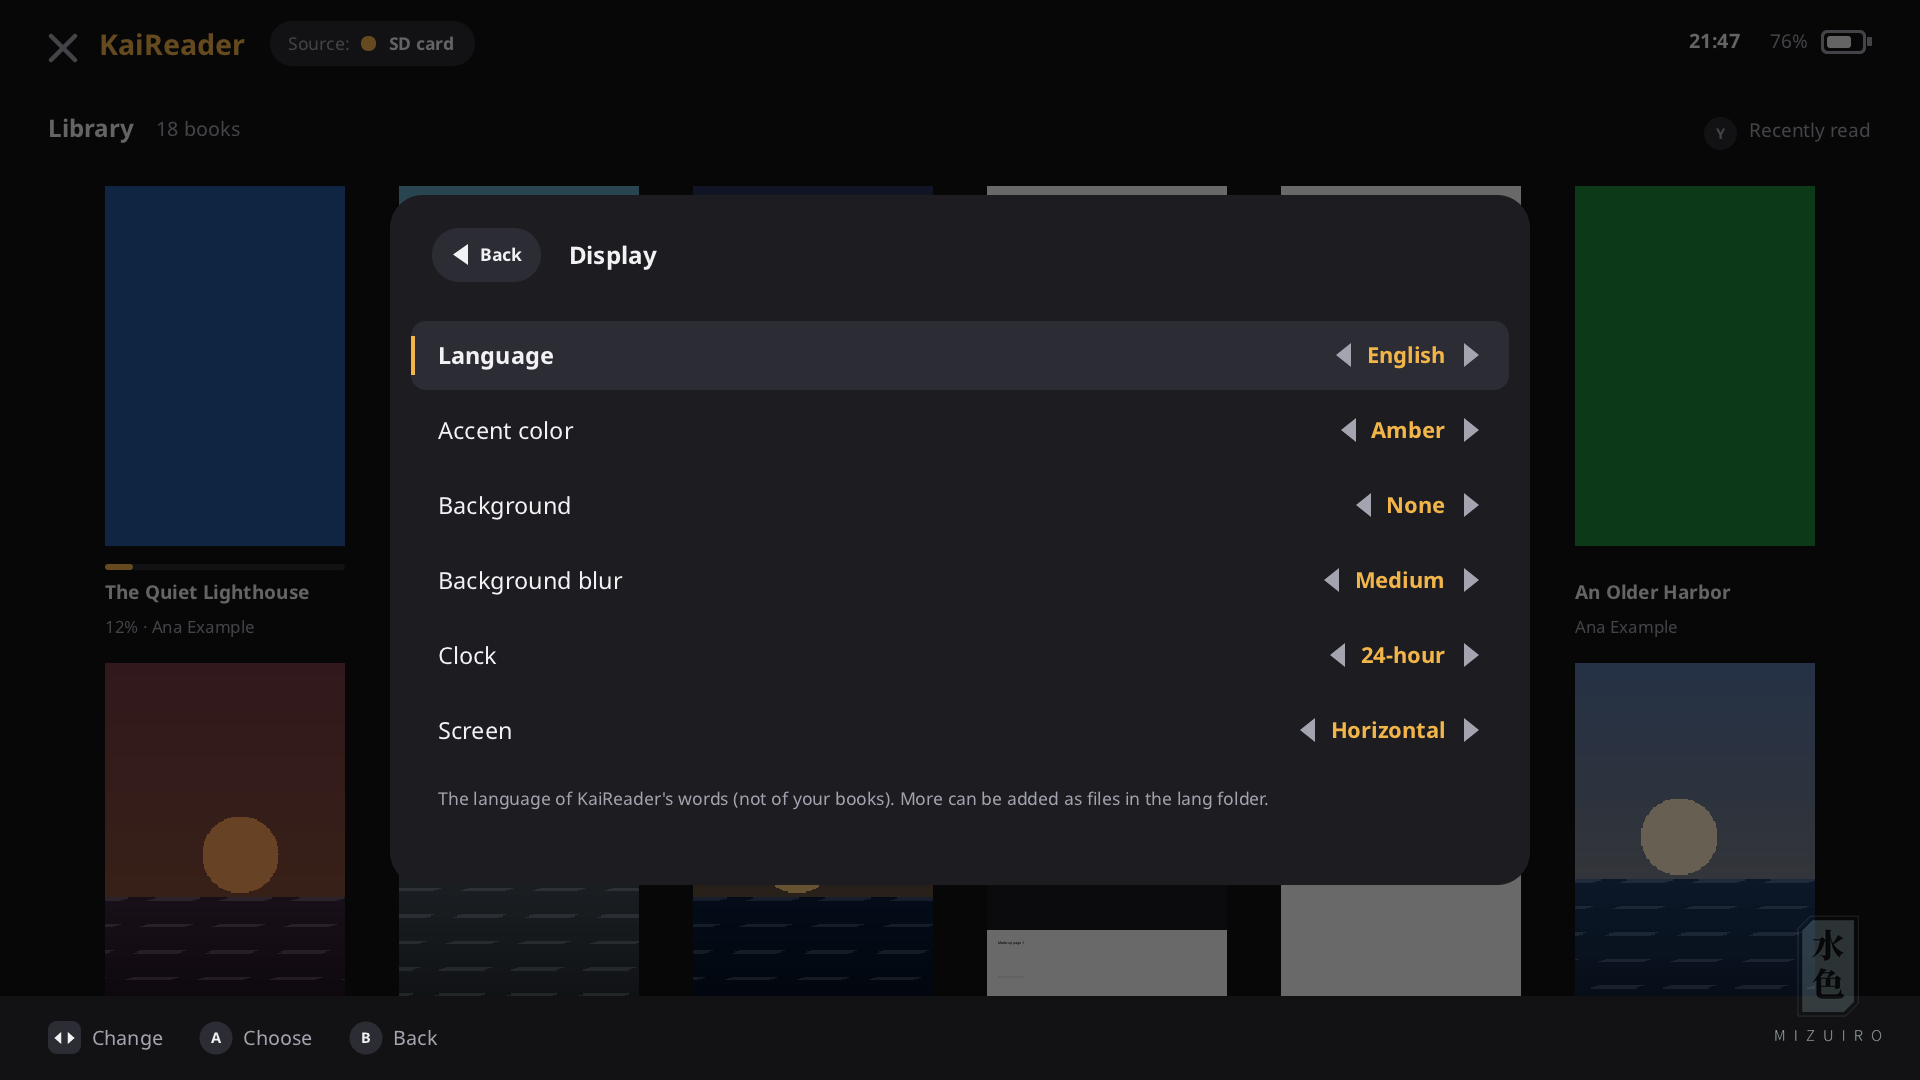 KaiReader
Source: SD card
21:47
76%
Library
18 books
Y Recently read
Back
Display
Language
English
Accent color
Amber
Background
None
Background blur
Medium
Clock
24-hour
Screen
Horizontal
The language of KaiReader's words (not of your books). More can be added as files in the lang folder.
The Quiet Lighthouse
12% · Ana Example
An Older Harbor
Ana Example
水色
MIZUIRO
Change
A Choose
B Back